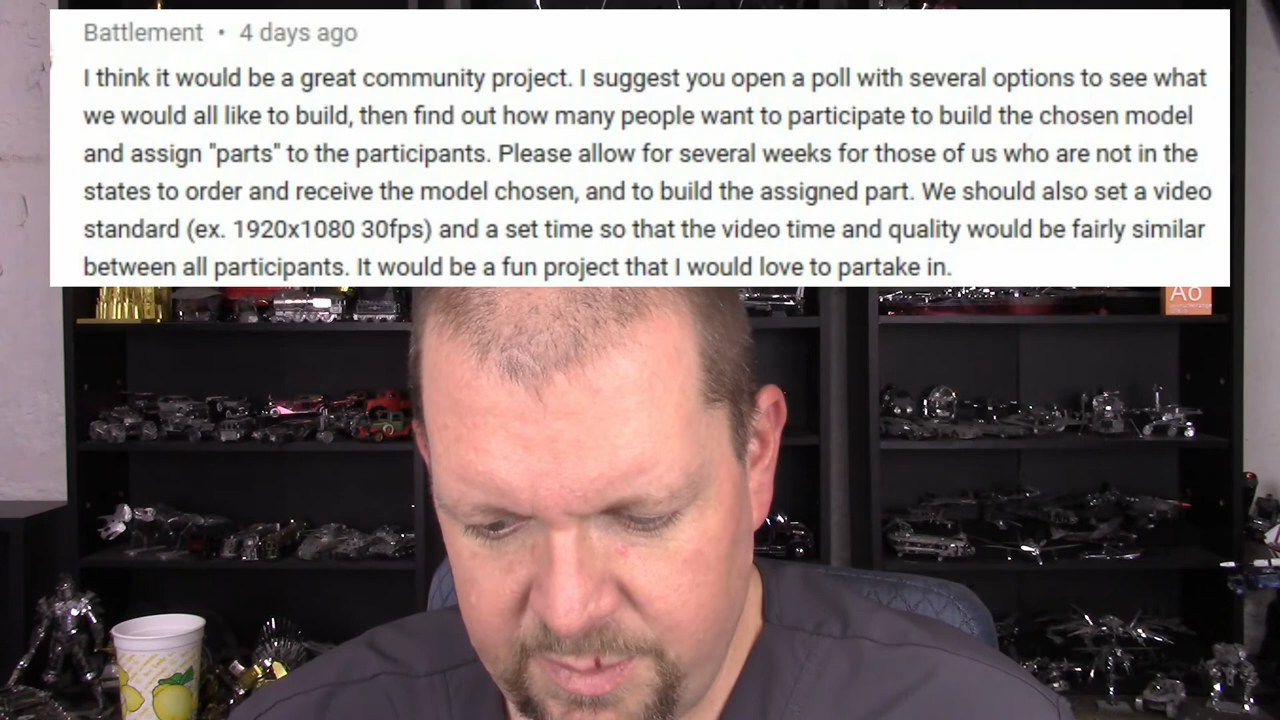 Battlement • 4 days ago
I think it would be a great community project. I suggest you open a poll with several options to see what
we would all like to build, then find out how many people want to participate to build the chosen model
and assign "parts" to the participants. Please allow for several weeks for those of us who are not in the
states to order and receive the model chosen, and to build the assigned part. We should also set a video
standard (ex. 1920x1080 30fps) and a set time so that the video time and quality would be fairly similar
between all participants. It would be a fun project that I would love to partake in.
Ao